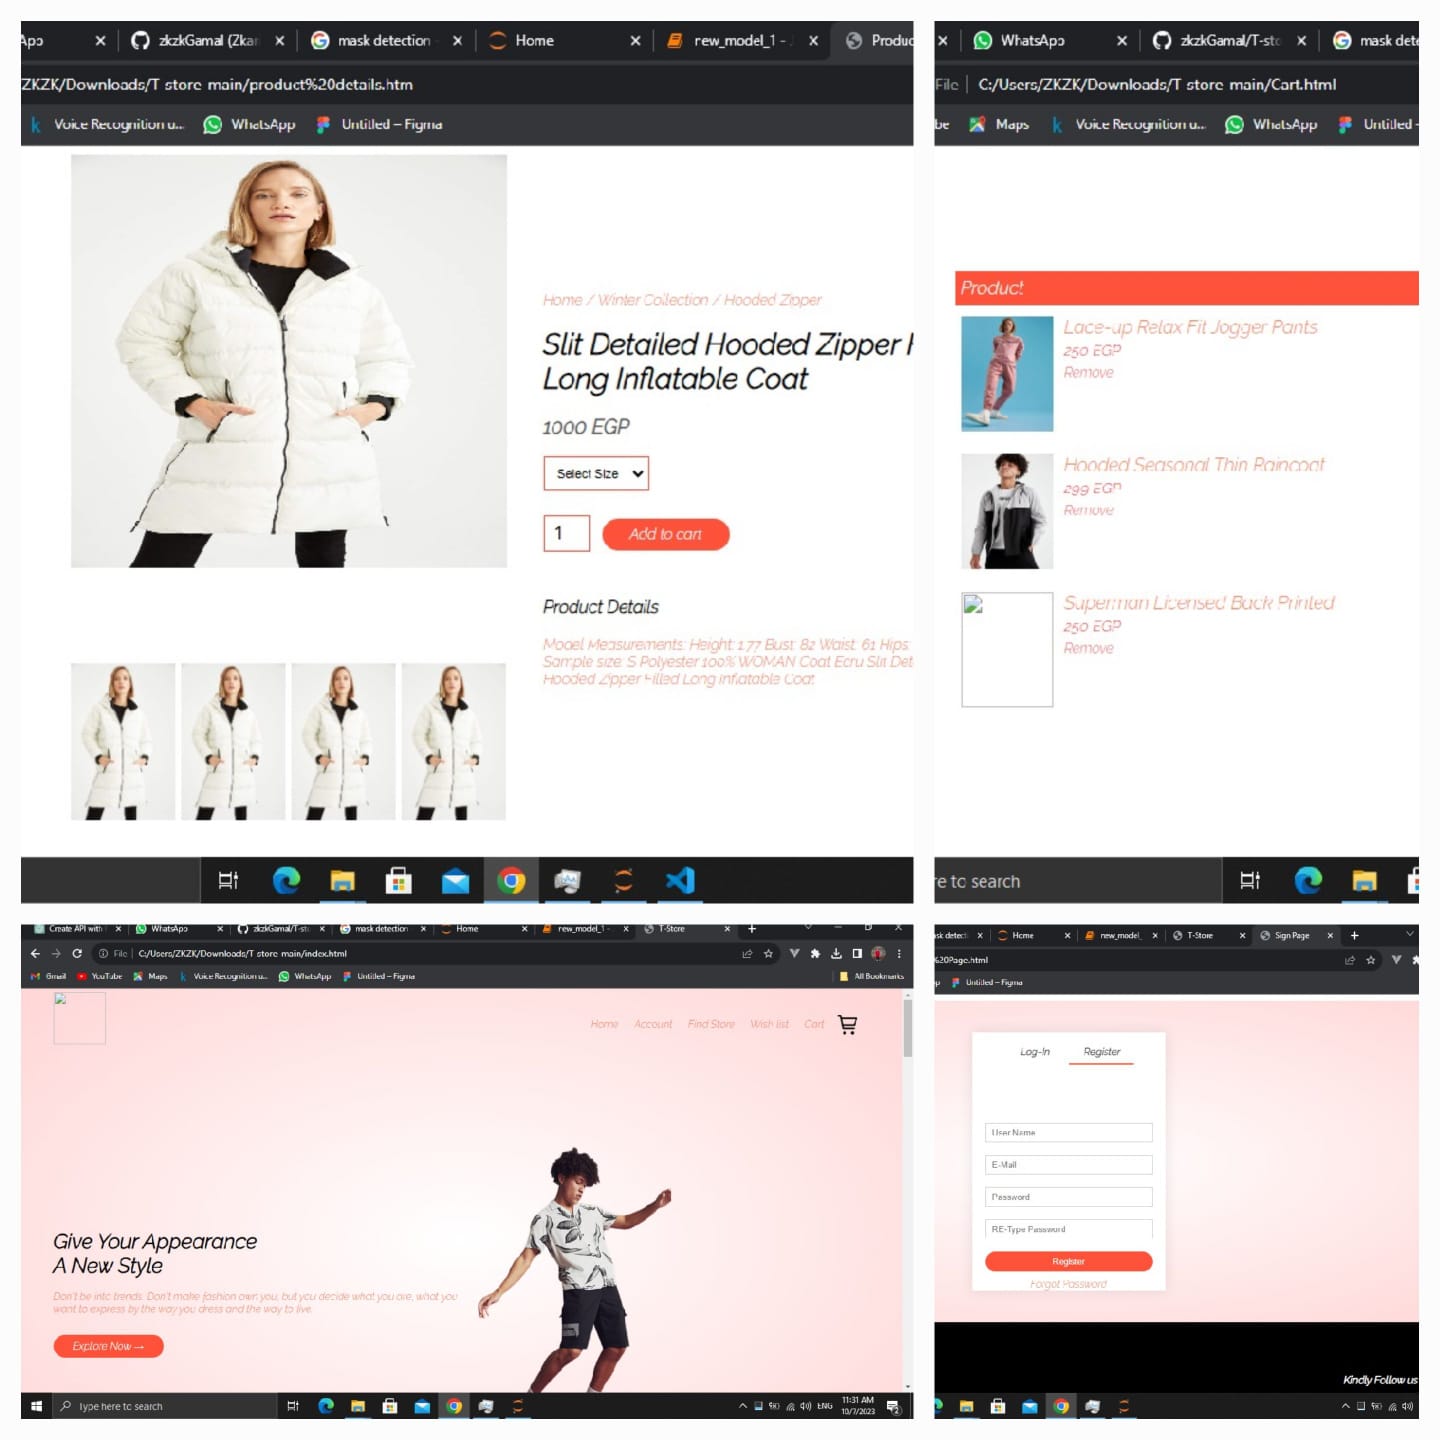 App
zkzkGamal (Zkan
mask detection -
Home
new_model_1 - J
Produc
ZKZK/Downloads/T store main/product%20details.htm
Voice Recognition u...
WhatsApp
Untitled – Figma
Home / Winter Collection / Hooded Zipper
Slit Detailed Hooded Zipper F
Long Inflatable Coat
1000 EGP
Select Size
1
Add to cart
Product Details
Model Measurements: Height: 1.77 Bust: 82 Waist: 61 Hips:
Sample size: S Polyester 100% WOMAN Coat Ecru Slit Det
Hooded Zipper Filled Long Inflatable Coat
WhatsApp
zkzkGamal/T-sto
mask dete
File
C:/Users/ZKZK/Downloads/T store main/Cart.html
be
Maps
Voice Recognition u...
WhatsApp
Untitled -
Product
Lace-up Relax Fit Jogger Pants
250 EGP
Remove
Hooded Seasonal Thin Raincoat
299 EGP
Remove
Superman Licensed Back Printed
250 EGP
Remove
re to search
Create API with
WhatsApp
zkzkGamal/T-sto
mask detection
Home
new_model_1 -
T-Store
File
C:/Users/ZKZK/Downloads/T store main/index.html
Gmail
YouTube
Maps
Voice Recognition u...
WhatsApp
Untitled – Figma
All Bookmarks
Home
Account
Find Store
Wish list
Cart
Give Your Appearance
A New Style
Don't be into trends. Don't make fashion own you, but you decide what you are, what you
want to express by the way you dress and the way to live.
Explore Now →
Type here to search
ENG
11:31 AM
10/7/2023
2
sk detecti
Home
new_model_
T-Store
Sign Page
%20Page.html
Untitled – Figma
Log-In
Register
User Name
E-Mail
Password
RE-Type Password
Register
Forgot Password
Kindly Follow us